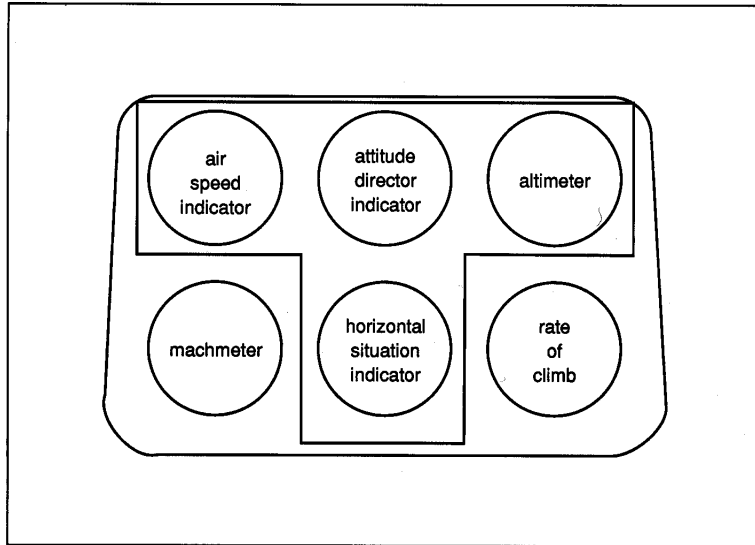 air
speed
indicator
attitude
director
indicator
altimeter
machmeter
horizontal
situation
indicator
rate
of
climb